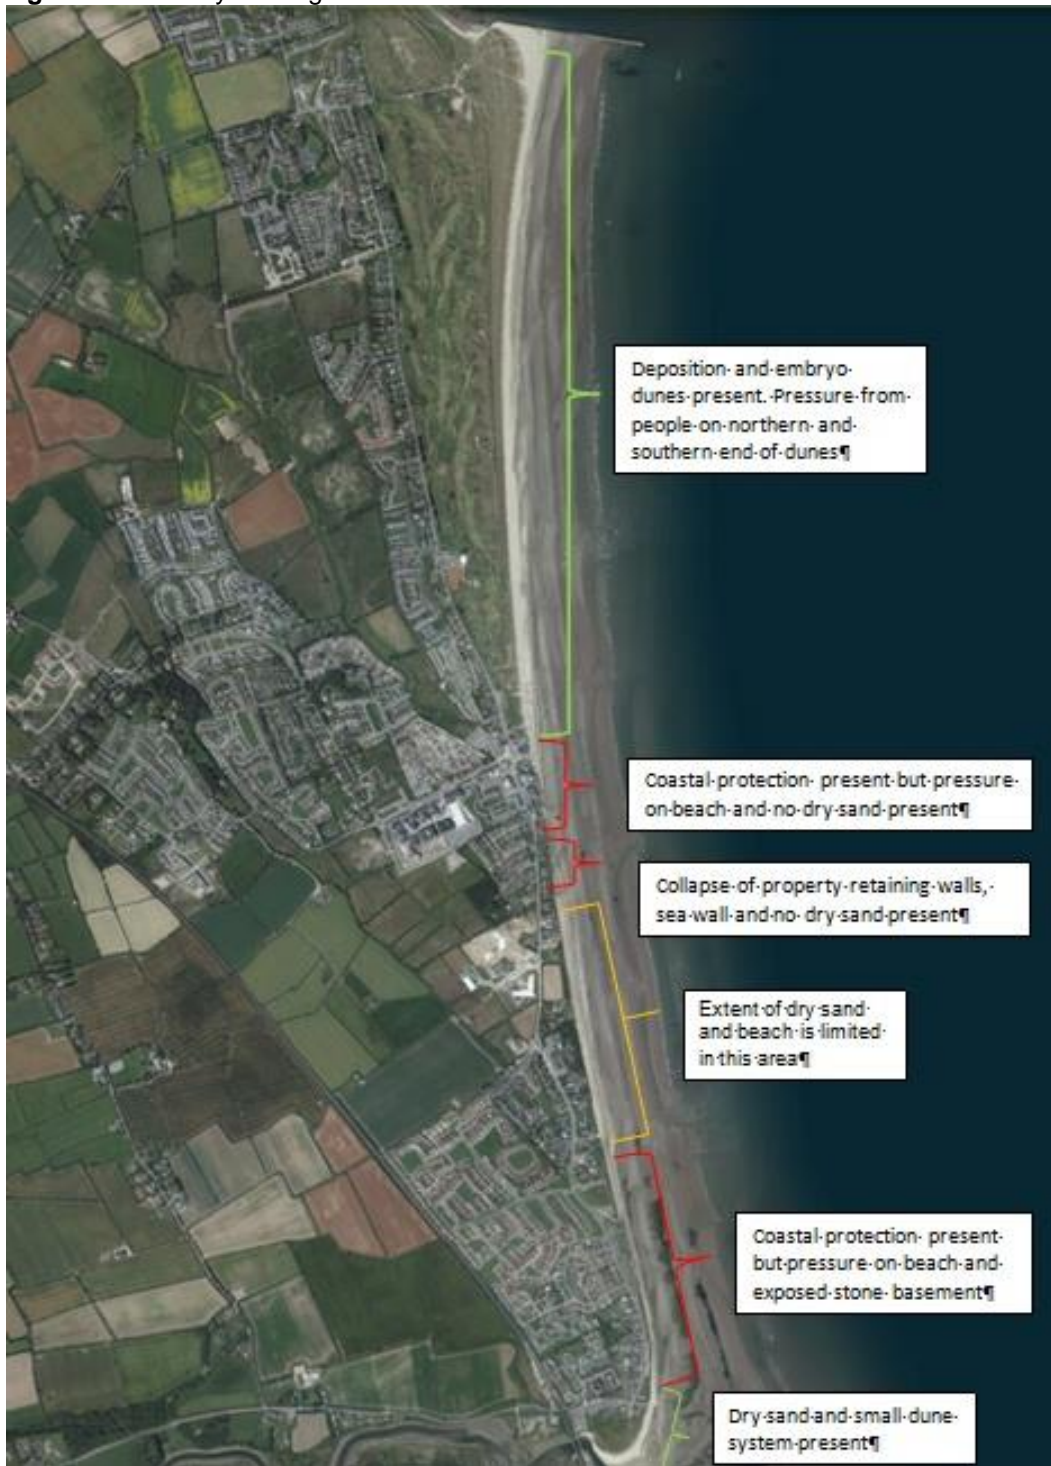 Deposition·and·embryo·
dunes·present.·Pressure·from·
people·on·northern·and·
southern·end·of·dunes¶
Coastal·protection· present·but·pressure·
on·beach·and·no·dry·sand·present¶
Collapse·of·property·retaining·walls,·
sea·wall·and·no· dry·sand·present¶
Extent·of·dry·sand·
and·beach·is·limited·
in·this·area¶
Coastal·protection· present·
but·pressure·on·beach·and·
exposed·stone· basement¶
Dry·sand·and·small·dune·
system·present¶